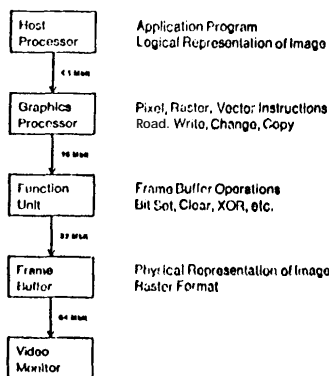 Host
Processor
Application Program
Logical Representation of Image
Graphics
Processor
Pixel, Raster, Vector Instructions
Read, Write, Change, Copy
Function
Unit
Frame Buffer Operations
Bit Set, Clear, XOR, etc.
Frame
Buffer
Physical Representation of Image
Raster Format
64 Mbit
Video
Monitor